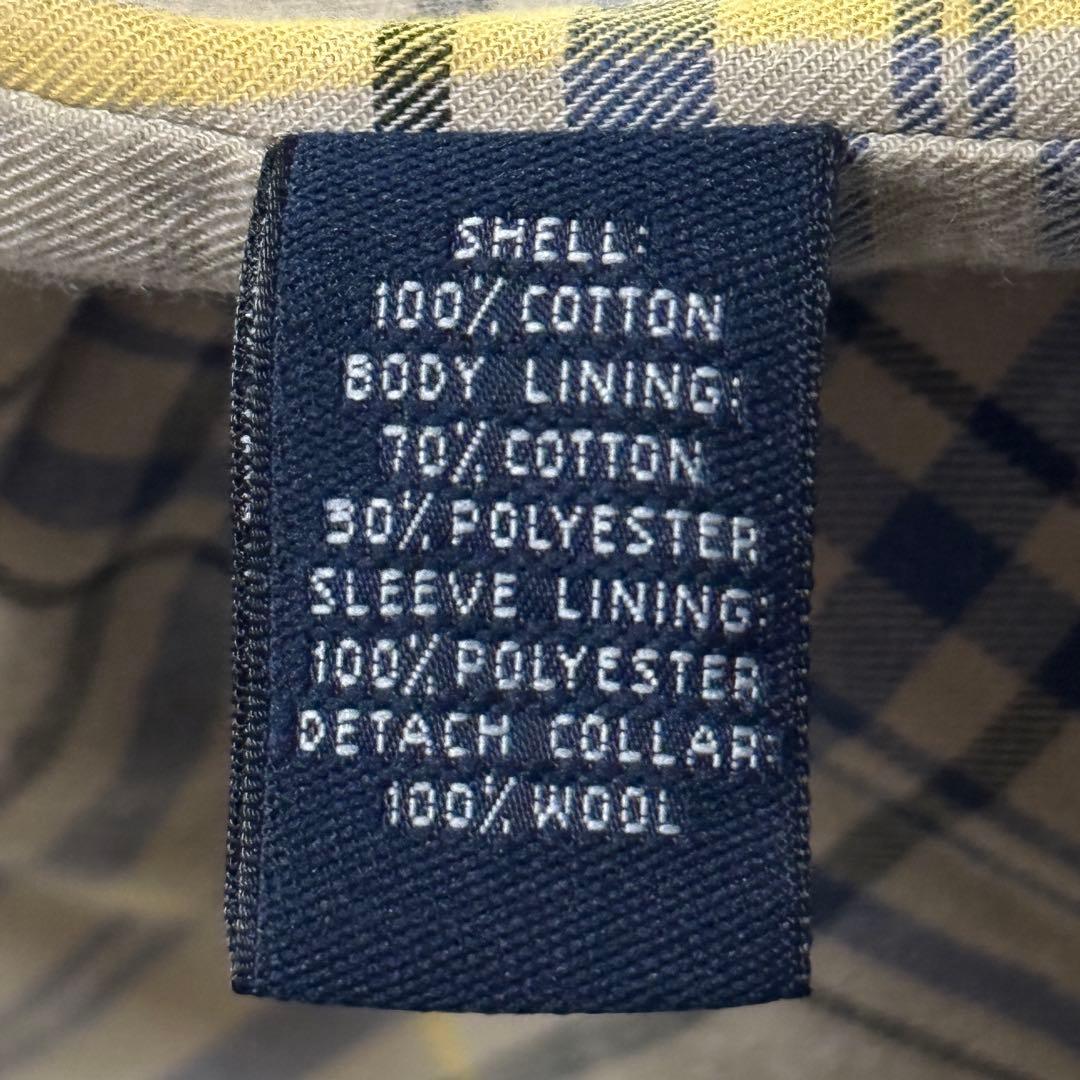 SHELL:
100% COTTON
BODY LINING:
70% COTTON
30% POLYESTER
SLEEVE LINING:
100% POLYESTER
DETACH COLLAR:
100% WOOL